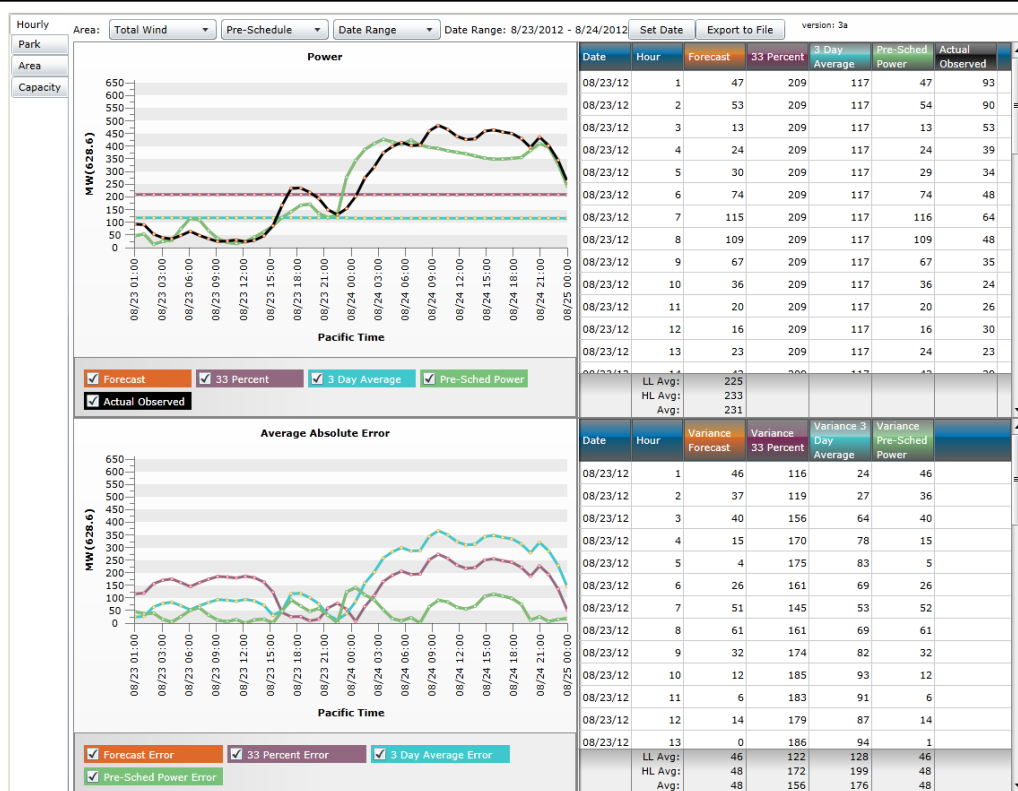 Hourly
Park
Area
Capacity
Area: Total Wind Pre-Schedule Date Range Date Range: 8/23/2012 - 8/24/2012 Set Date Export to File version: 3a
Power
MW(628.6)
650
600
550
500
450
400
350
300
250
200
150
100
50
0
08/23 01:00 08/23 03:00 08/23 06:00 08/23 09:00 08/23 12:00 08/23 15:00 08/23 18:00 08/23 21:00 08/24 00:00 08/24 03:00 08/24 06:00 08/24 09:00 08/24 12:00 08/24 15:00 08/24 18:00 08/24 21:00 08/25 00:00
Pacific Time
Forecast 33 Percent 3 Day Average Pre-Sched Power
Actual Observed
Date Hour Forecast 33 Percent 3 Day Average Pre-Sched Power Actual Observed
08/23/12 1 47 209 117 47 93
08/23/12 2 53 209 117 54 90
08/23/12 3 13 209 117 13 53
08/23/12 4 24 209 117 24 39
08/23/12 5 30 209 117 29 34
08/23/12 6 74 209 117 74 48
08/23/12 7 115 209 117 116 64
08/23/12 8 109 209 117 109 48
08/23/12 9 67 209 117 67 35
08/23/12 10 36 209 117 36 24
08/23/12 11 20 209 117 20 26
08/23/12 12 16 209 117 16 30
08/23/12 13 23 209 117 24 23
LL Avg: 225
HL Avg: 233
Avg: 231
Average Absolute Error
MW(628.6)
650
600
550
500
450
400
350
300
250
200
150
100
50
0
08/23 01:00 08/23 03:00 08/23 06:00 08/23 09:00 08/23 12:00 08/23 15:00 08/23 18:00 08/23 21:00 08/24 00:00 08/24 03:00 08/24 06:00 08/24 09:00 08/24 12:00 08/24 15:00 08/24 18:00 08/24 21:00 08/25 00:00
Pacific Time
Forecast Error 33 Percent Error 3 Day Average Error
Pre-Sched Power Error
Date Hour Variance Forecast Variance 33 Percent Variance 3 Day Average Variance Pre-Sched Power
08/23/12 1 46 116 24 46
08/23/12 2 37 119 27 36
08/23/12 3 40 156 64 40
08/23/12 4 15 170 78 15
08/23/12 5 4 175 83 5
08/23/12 6 26 161 69 26
08/23/12 7 51 145 53 52
08/23/12 8 61 161 69 61
08/23/12 9 32 174 82 32
08/23/12 10 12 185 93 12
08/23/12 11 6 183 91 6
08/23/12 12 14 179 87 14
08/23/12 13 0 186 94 1
LL Avg: 46 122 128 46
HL Avg: 48 172 199 48
Avg: 48 156 176 48